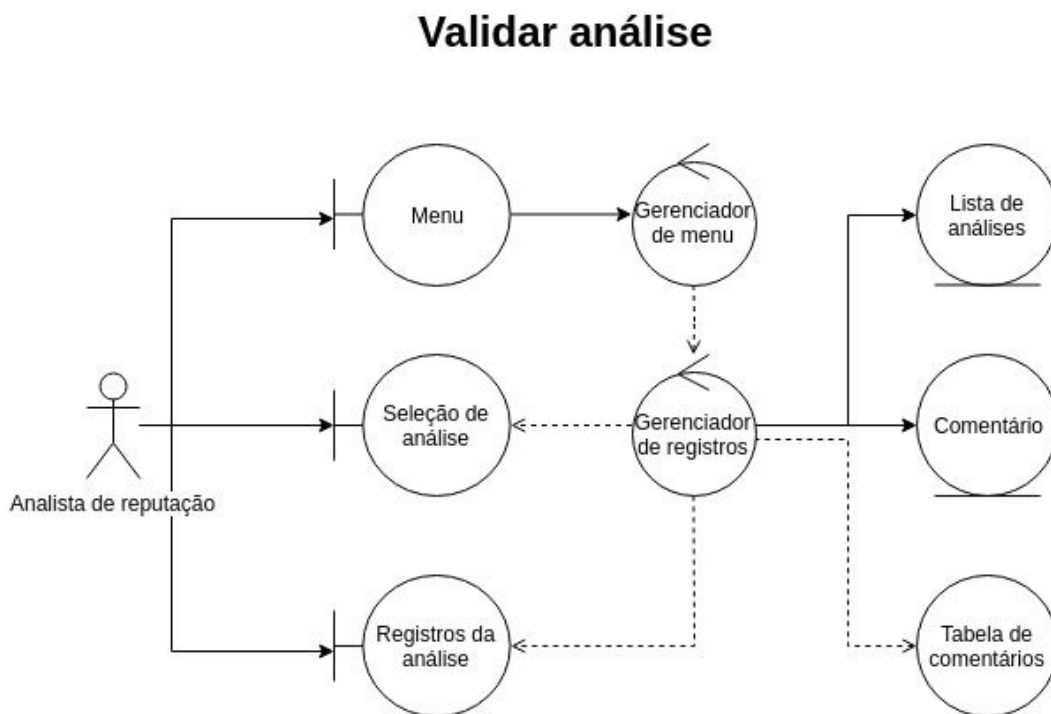 Validar análise
Menu
Gerenciador
de menu
Lista de
análises
Seleção de
análise
Gerenciador
de registros
Comentário
Analista de reputação
Registros da
análise
Tabela de
comentários